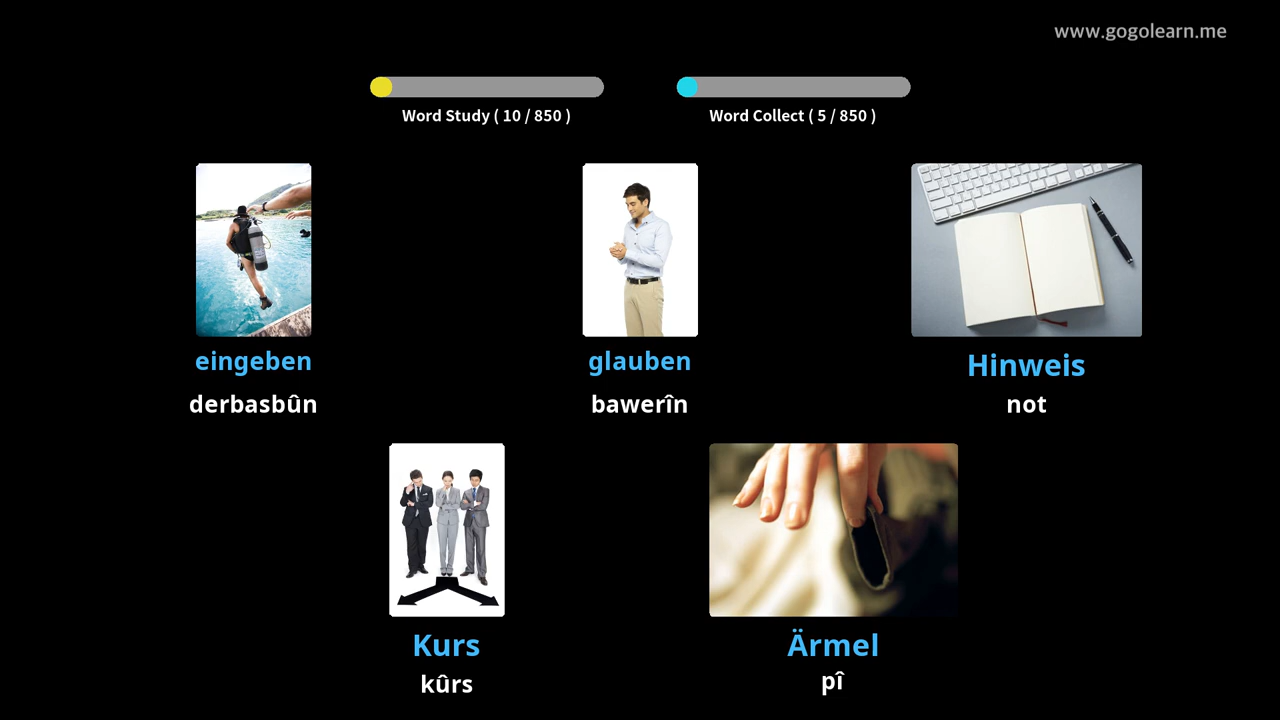 www.gogolearn.me
Word Study ( 10 / 850 )
Word Collect ( 5 / 850 )
eingeben
derbasbûn
glauben
bawerîn
Hinweis
not
Kurs
kûrs
Ärmel
pî